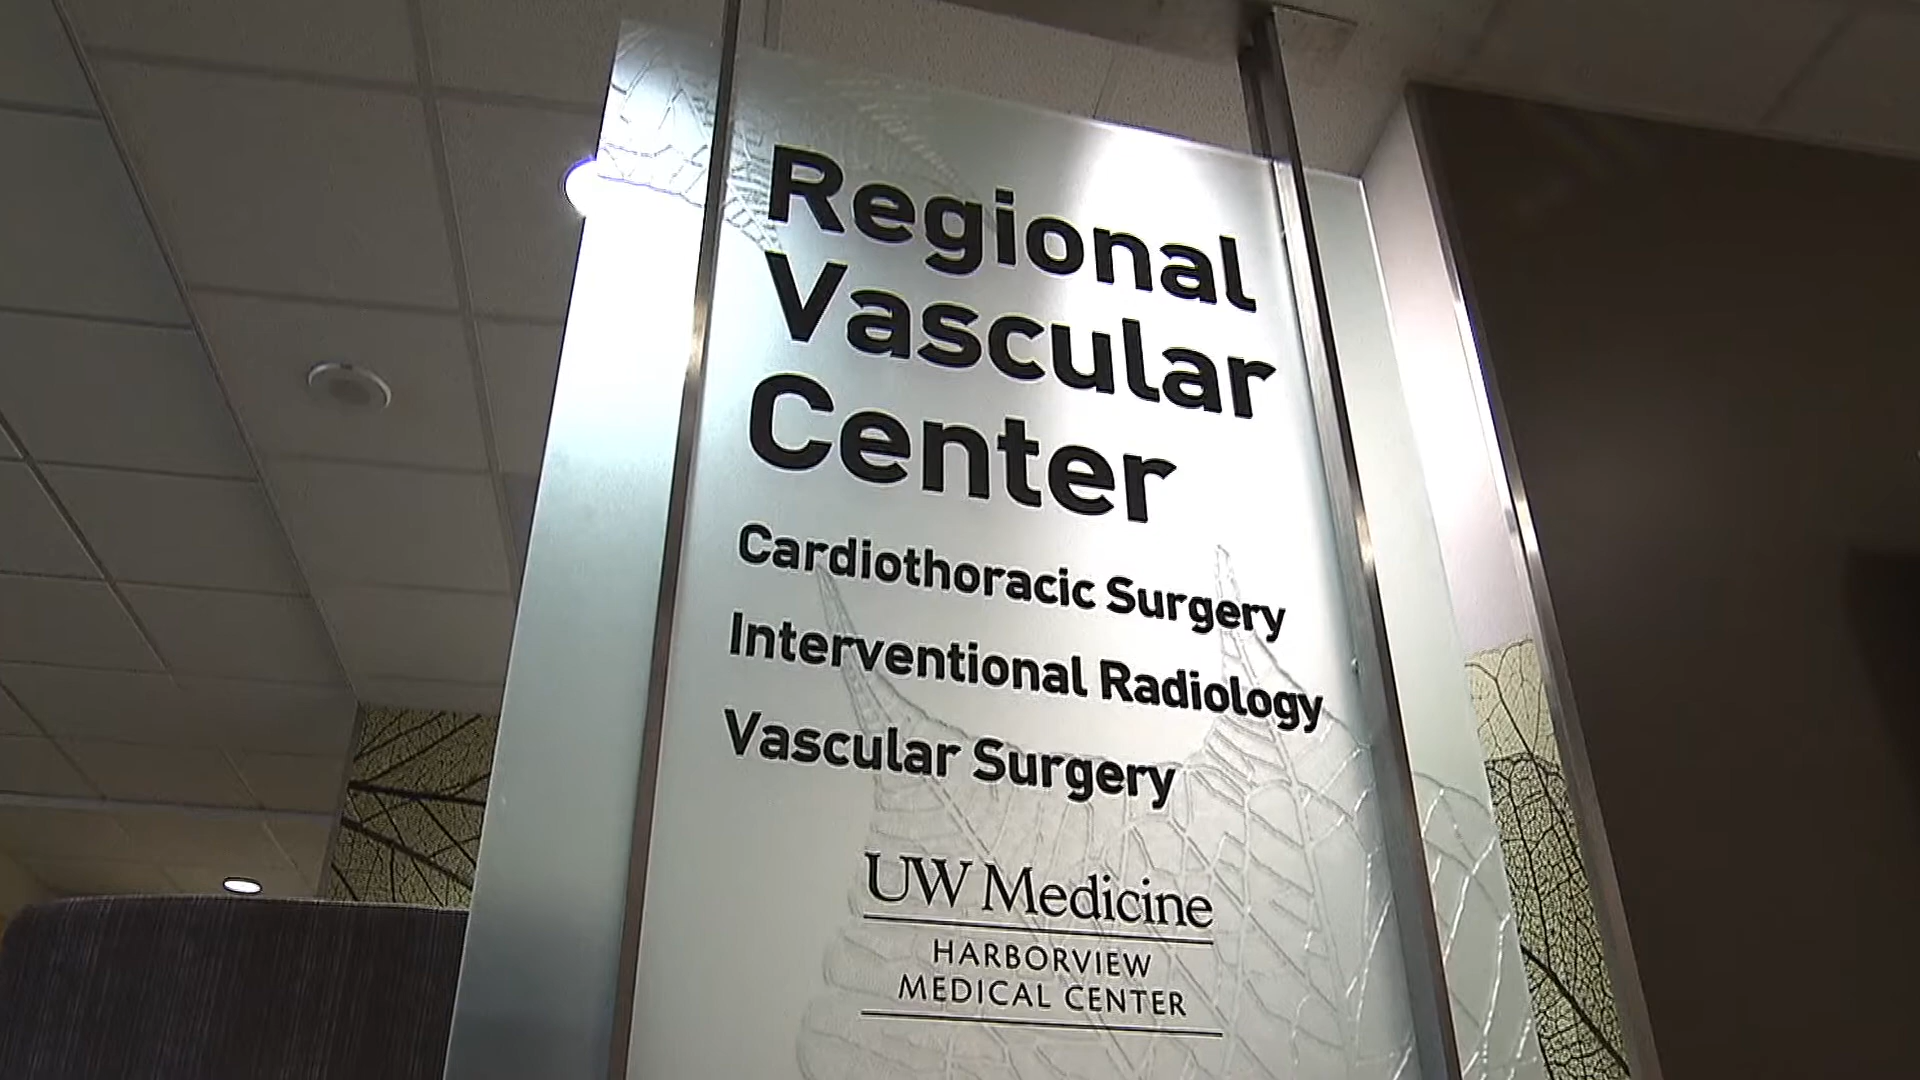 Regional
Vascular
Center
Cardiothoracic Surgery
Interventional Radiology
Vascular Surgery
UW Medicine
HARBORVIEW
MEDICAL CENTER